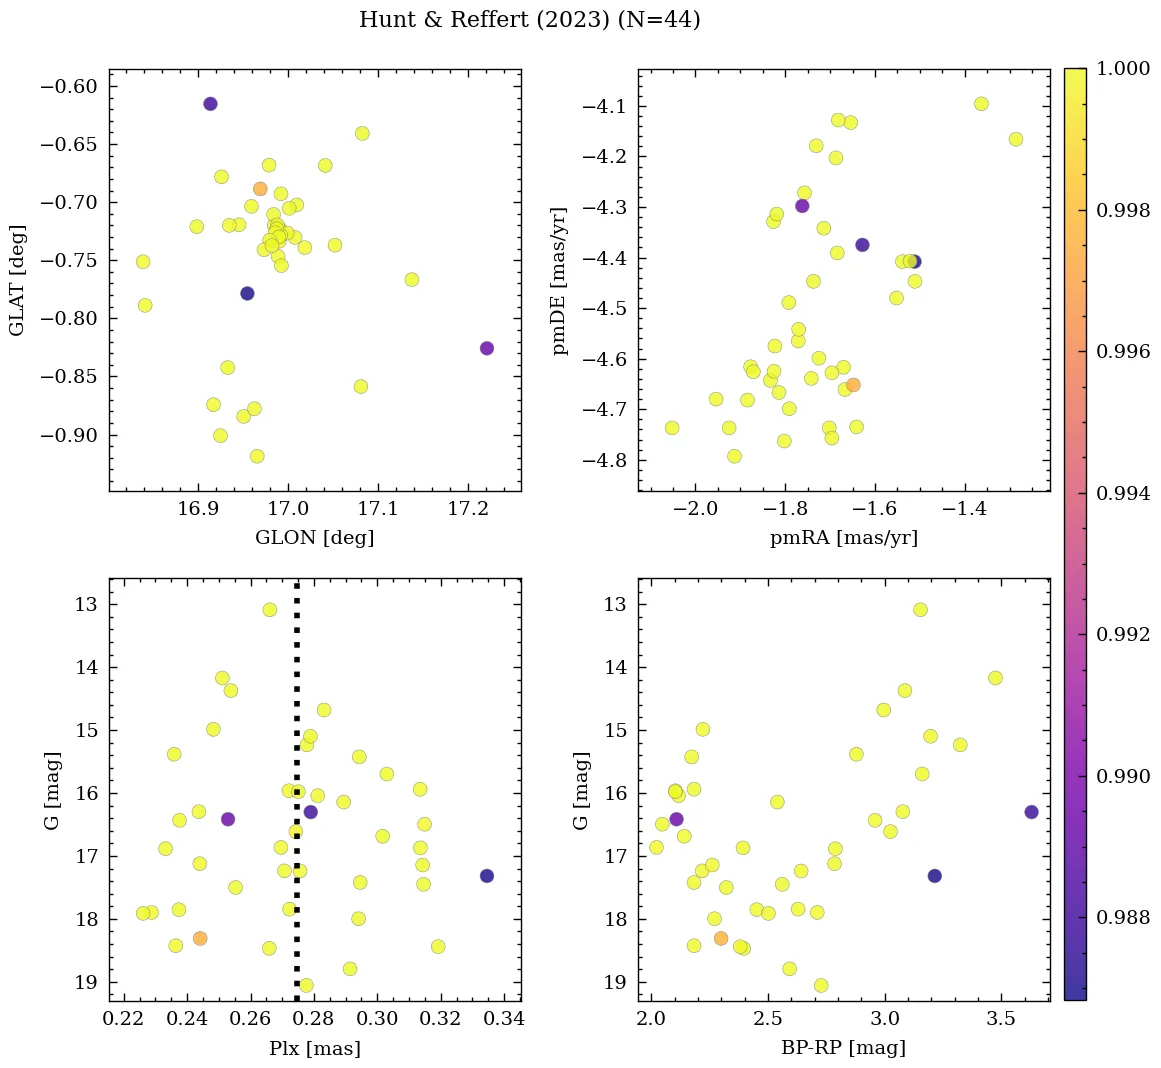 Hunt & Reffert (2023) (N=44)
−0.60
−0.65
−0.70
−0.75
−0.80
−0.85
−0.90
GLAT [deg]
16.9 17.0 17.1 17.2
GLON [deg]
−4.1
−4.2
−4.3
−4.4
−4.5
−4.6
−4.7
−4.8
pmDE [mas/yr]
−2.0 −1.8 −1.6 −1.4
pmRA [mas/yr]
13
14
15
16
17
18
19
G [mag]
0.22 0.24 0.26 0.28 0.30 0.32 0.34
Plx [mas]
13
14
15
16
17
18
19
G [mag]
2.0 2.5 3.0 3.5
BP-RP [mag]
1.000
0.998
0.996
0.994
0.992
0.990
0.988